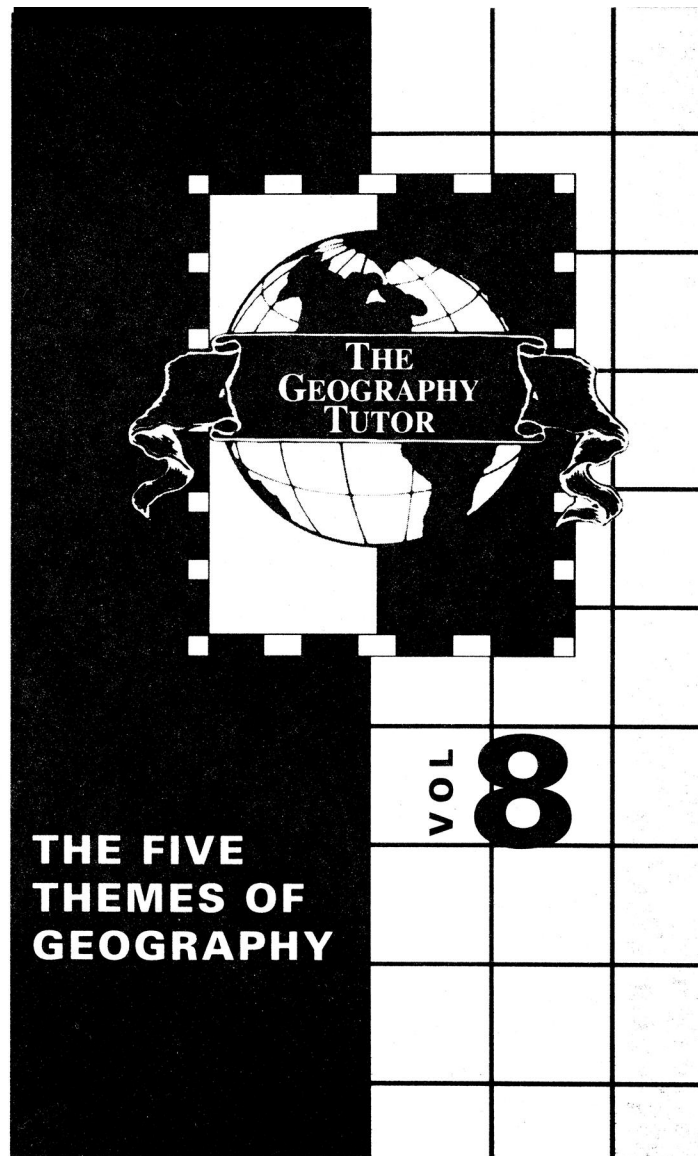 THE
GEOGRAPHY
TUTOR
VOL 8
THE FIVE
THEMES OF
GEOGRAPHY